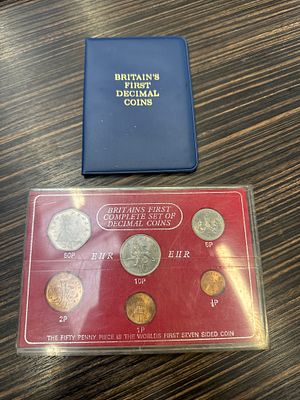 BRITAIN'S
FIRST
DECIMAL
COINS
BRITAINS FIRST
COMPLETE SET OF
DECIMAL COINS
50P
5P
EIIR
EIIR
10P
2P
1P
½P
THE FIFTY PENNY PIECE IS THE WORLDS FIRST SEVEN SIDED COIN